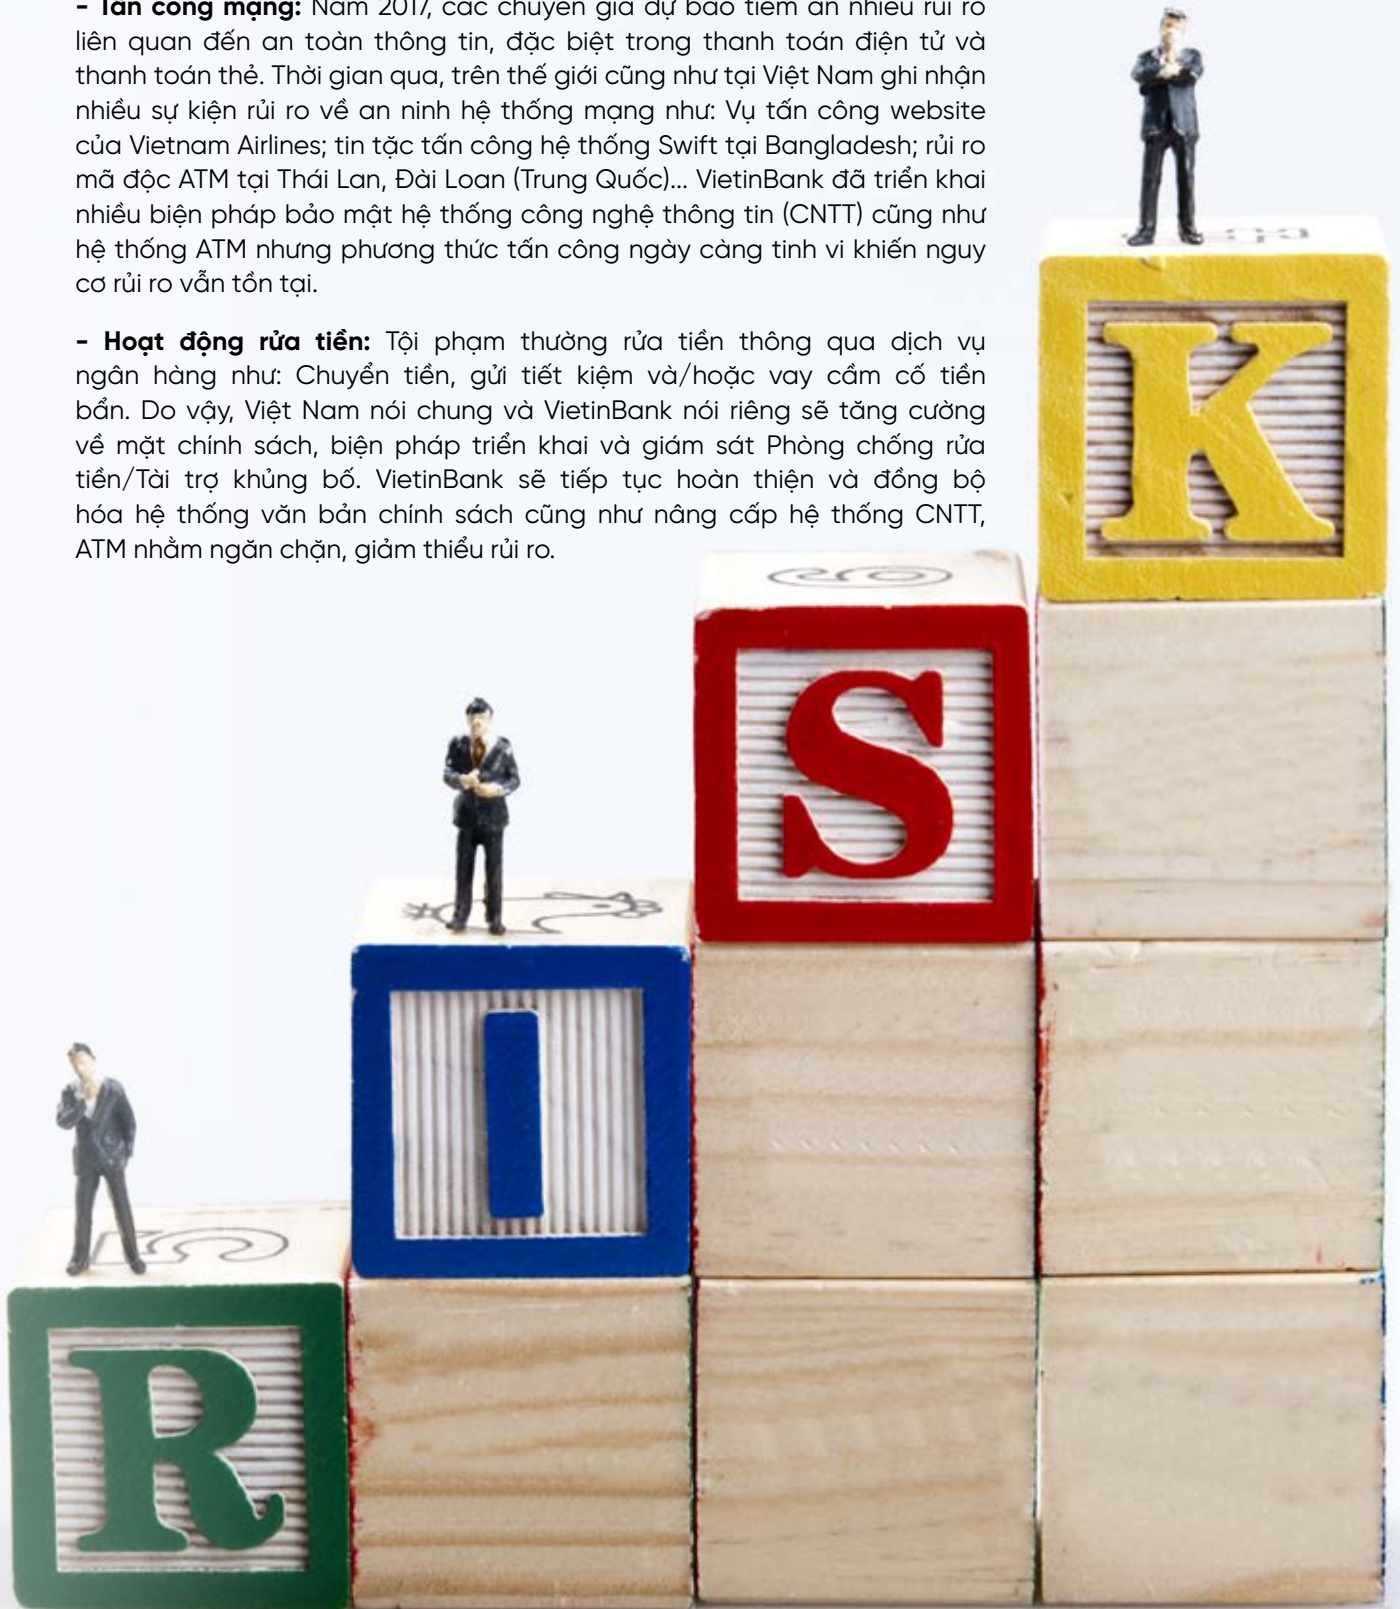 - Tấn công mạng: Năm 2017, các chuyên gia dự báo tiềm ẩn nhiều rủi ro
liên quan đến an toàn thông tin, đặc biệt trong thanh toán điện tử và
thanh toán thẻ. Thời gian qua, trên thế giới cũng như tại Việt Nam ghi nhận
nhiều sự kiện rủi ro về an ninh hệ thống mạng như: Vụ tấn công website
của Vietnam Airlines; tin tặc tấn công hệ thống Swift tại Bangladesh; rủi ro
mã độc ATM tại Thái Lan, Đài Loan (Trung Quốc)... VietinBank đã triển khai
nhiều biện pháp bảo mật hệ thống công nghệ thông tin (CNTT) cũng như
hệ thống ATM nhưng phương thức tấn công ngày càng tinh vi khiến nguy
cơ rủi ro vẫn tồn tại.
- Hoạt động rửa tiền: Tội phạm thường rửa tiền thông qua dịch vụ
ngân hàng như: Chuyển tiền, gửi tiết kiệm và/hoặc vay cầm cố tiền
bẩn. Do vậy, Việt Nam nói chung và VietinBank nói riêng sẽ tăng cường
về mặt chính sách, biện pháp triển khai và giám sát Phòng chống rửa
tiền/Tài trợ khủng bố. VietinBank sẽ tiếp tục hoàn thiện và đồng bộ
hóa hệ thống văn bản chính sách cũng như nâng cấp hệ thống CNTT,
ATM nhằm ngăn chặn, giảm thiểu rủi ro.
R I S K